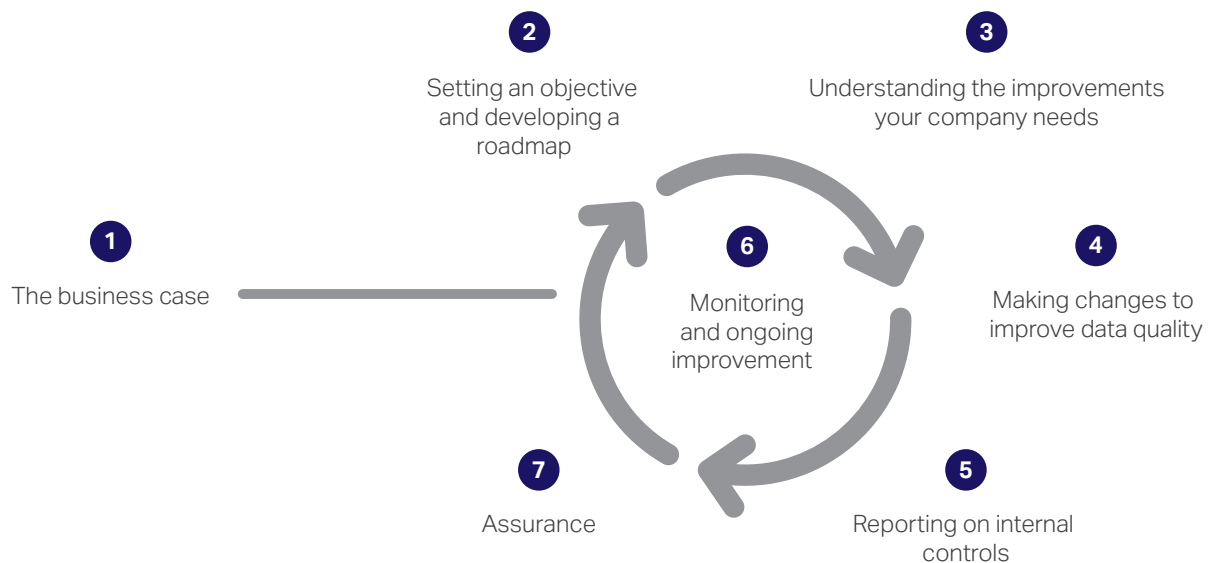 1
The business case
2
Setting an objective
and developing a
roadmap
3
Understanding the improvements
your company needs
4
Making changes to
improve data quality
5
Reporting on internal
controls
6
Monitoring
and ongoing
improvement
7
Assurance